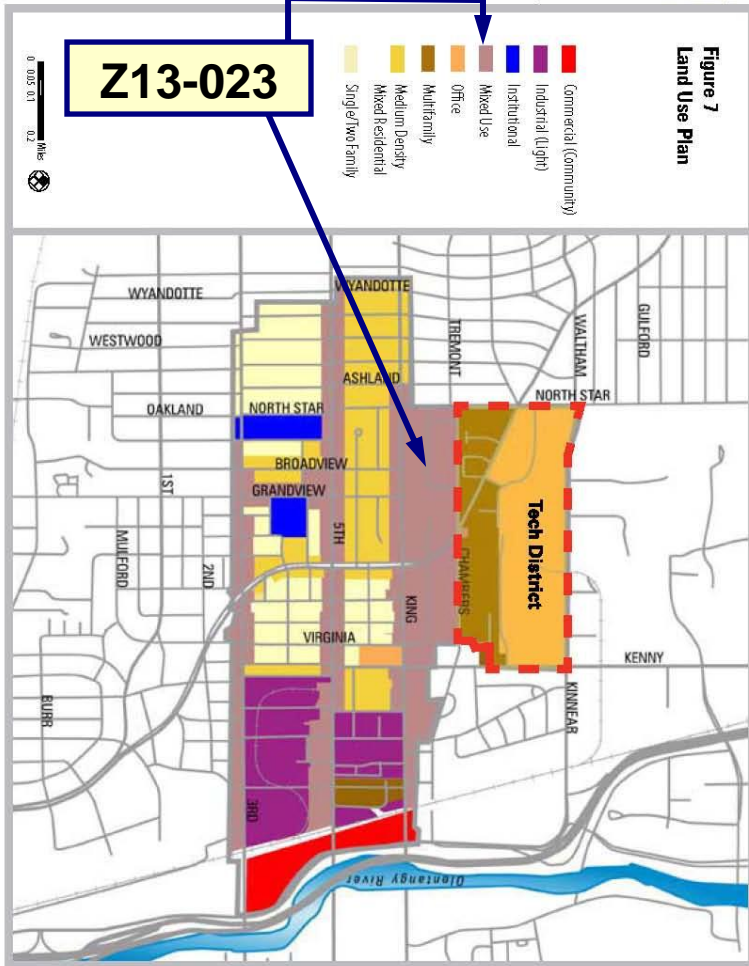 Z13-023
Figure 7
Land Use Plan
Commercial (Community)
Industrial (Light)
Institutional
Mixed Use
Office
Multifamily
Medium Density
Mixed Residential
Single/Two Family
0 0.05 0.1 0.2 Miles
WYANDOTTE
WYANDOTTE
WESTWOOD
TREMONT
WALTHAM
GULFORD
ASHLAND
NORTH STAR
OAKLAND
NORTH STAR
BROADVIEW
GRANDVIEW
1ST
5TH
Tech District
MULFORD
2ND
CHAMBERS
KING
VIRGINIA
KENNY
KINNEAR
BURR
3RD
Olentangy River